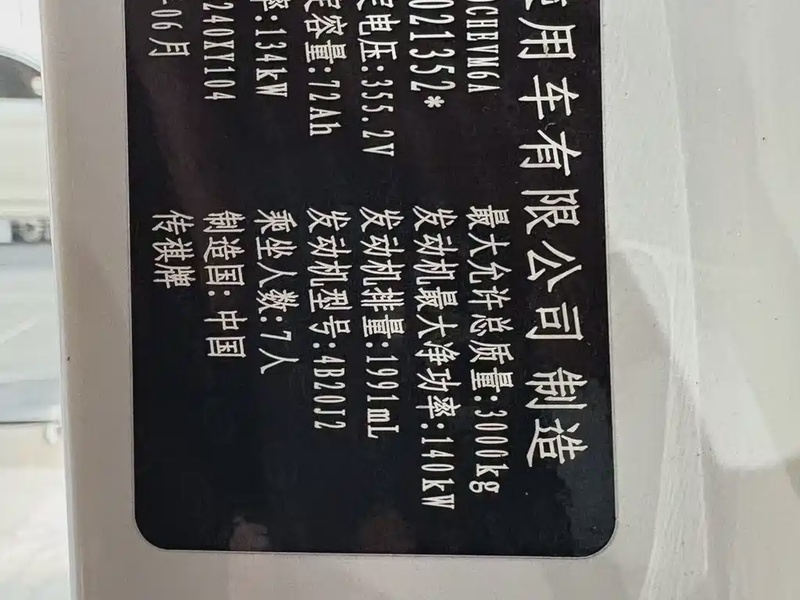 用车有限公司 制造
CHEVM6A 最大允许总质量:3000kg
021352* 发动机最大净功率:140kW
电压:355.2V 发动机排量:1991mL
容量:72Ah 发动机型号:4B20J2
率:134kW 乘坐人数:7人
240XY104 制造国:中国
-06月 传祺牌